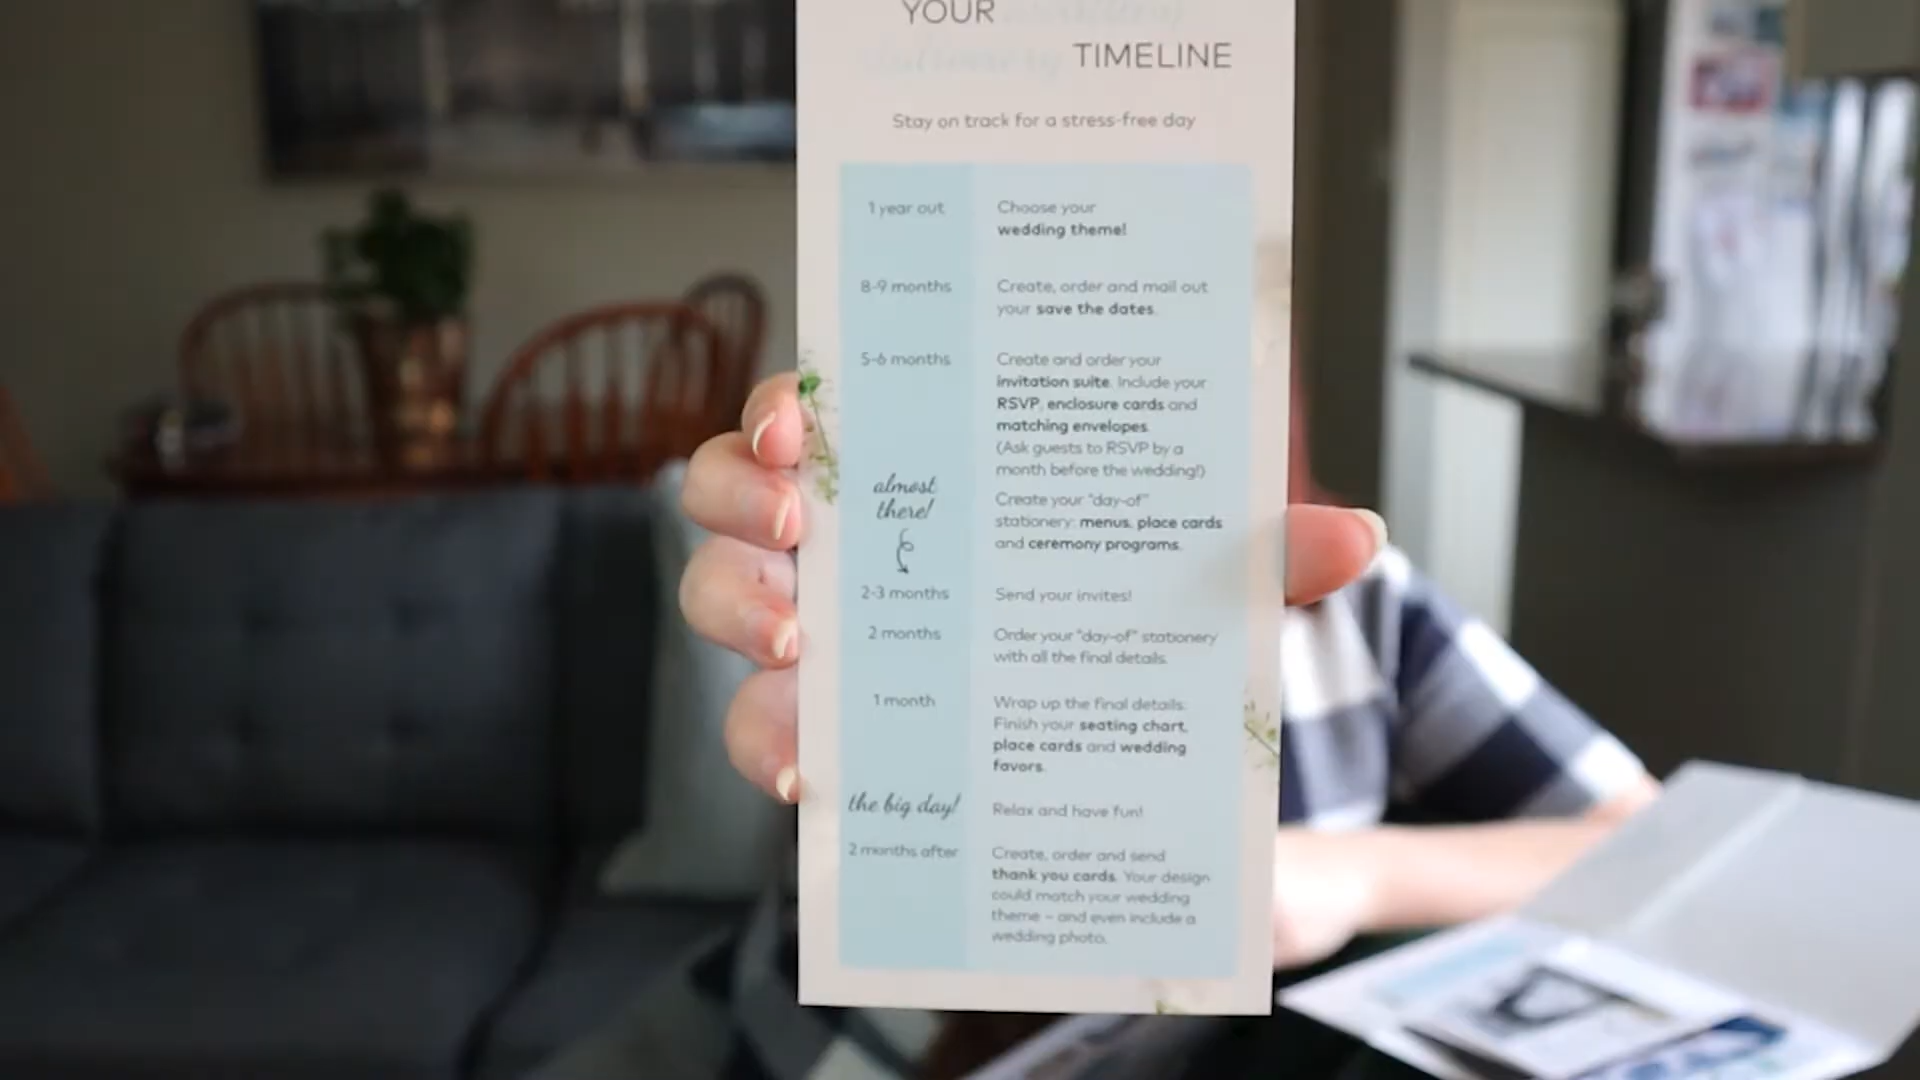 YOUR wedding
stationery TIMELINE
Stay on track for a stress-free day
1 year out
Choose your
wedding theme!
8-9 months
Create, order and mail out
your save the dates.
5-6 months
Create and order your
invitation suite. Include your
RSVP, enclosure cards and
matching envelopes.
(Ask guests to RSVP by a
month before the wedding!)
almost
there!
Create your "day-of"
stationery: menus, place cards
and ceremony programs.
2-3 months
Send your invites!
2 months
Order your "day-of" stationery
with all the final details.
1 month
Wrap up the final details:
Finish your seating chart,
place cards and wedding
favors.
the big day!
Relax and have fun!
2 months after
Create, order and send
thank you cards. Your design
could match your wedding
theme – and even include a
wedding photo.